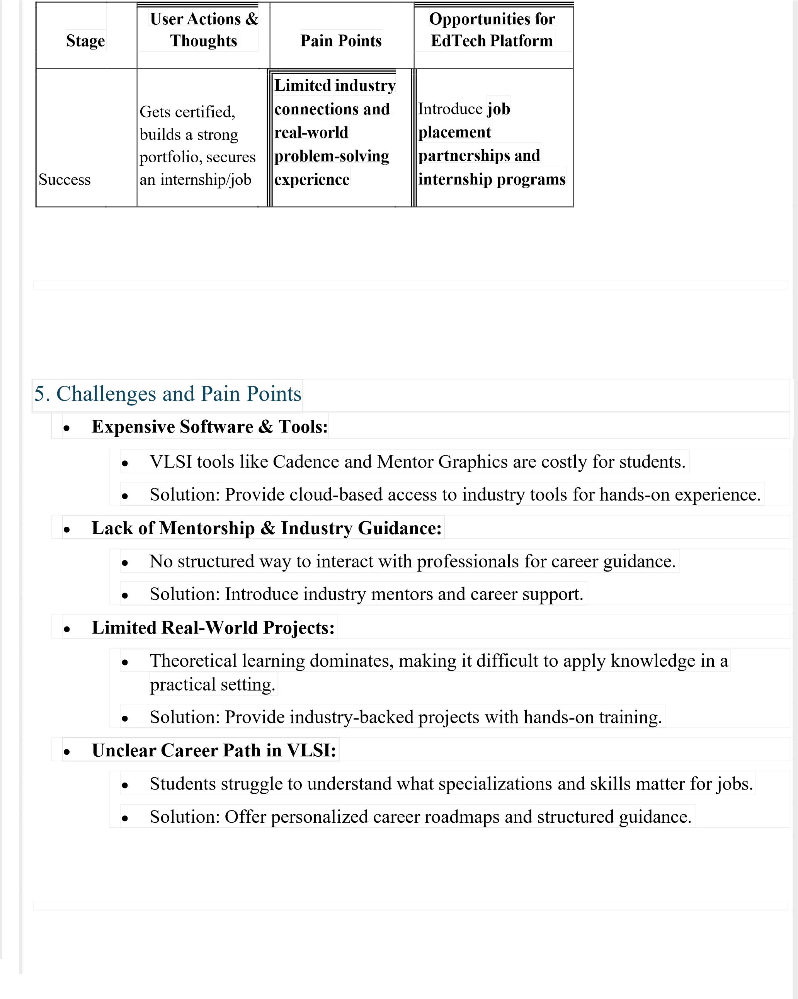 Stage
User Actions &
Thoughts
Pain Points
Opportunities for
EdTech Platform
Success
Gets certified,
builds a strong
portfolio, secures
an internship/job
Limited industry
connections and
real-world
problem-solving
experience
Introduce job
placement
partnerships and
internship programs
5. Challenges and Pain Points
• Expensive Software & Tools:
• VLSI tools like Cadence and Mentor Graphics are costly for students.
• Solution: Provide cloud-based access to industry tools for hands-on experience.
• Lack of Mentorship & Industry Guidance:
• No structured way to interact with professionals for career guidance.
• Solution: Introduce industry mentors and career support.
• Limited Real-World Projects:
• Theoretical learning dominates, making it difficult to apply knowledge in a
practical setting.
• Solution: Provide industry-backed projects with hands-on training.
• Unclear Career Path in VLSI:
• Students struggle to understand what specializations and skills matter for jobs.
• Solution: Offer personalized career roadmaps and structured guidance.